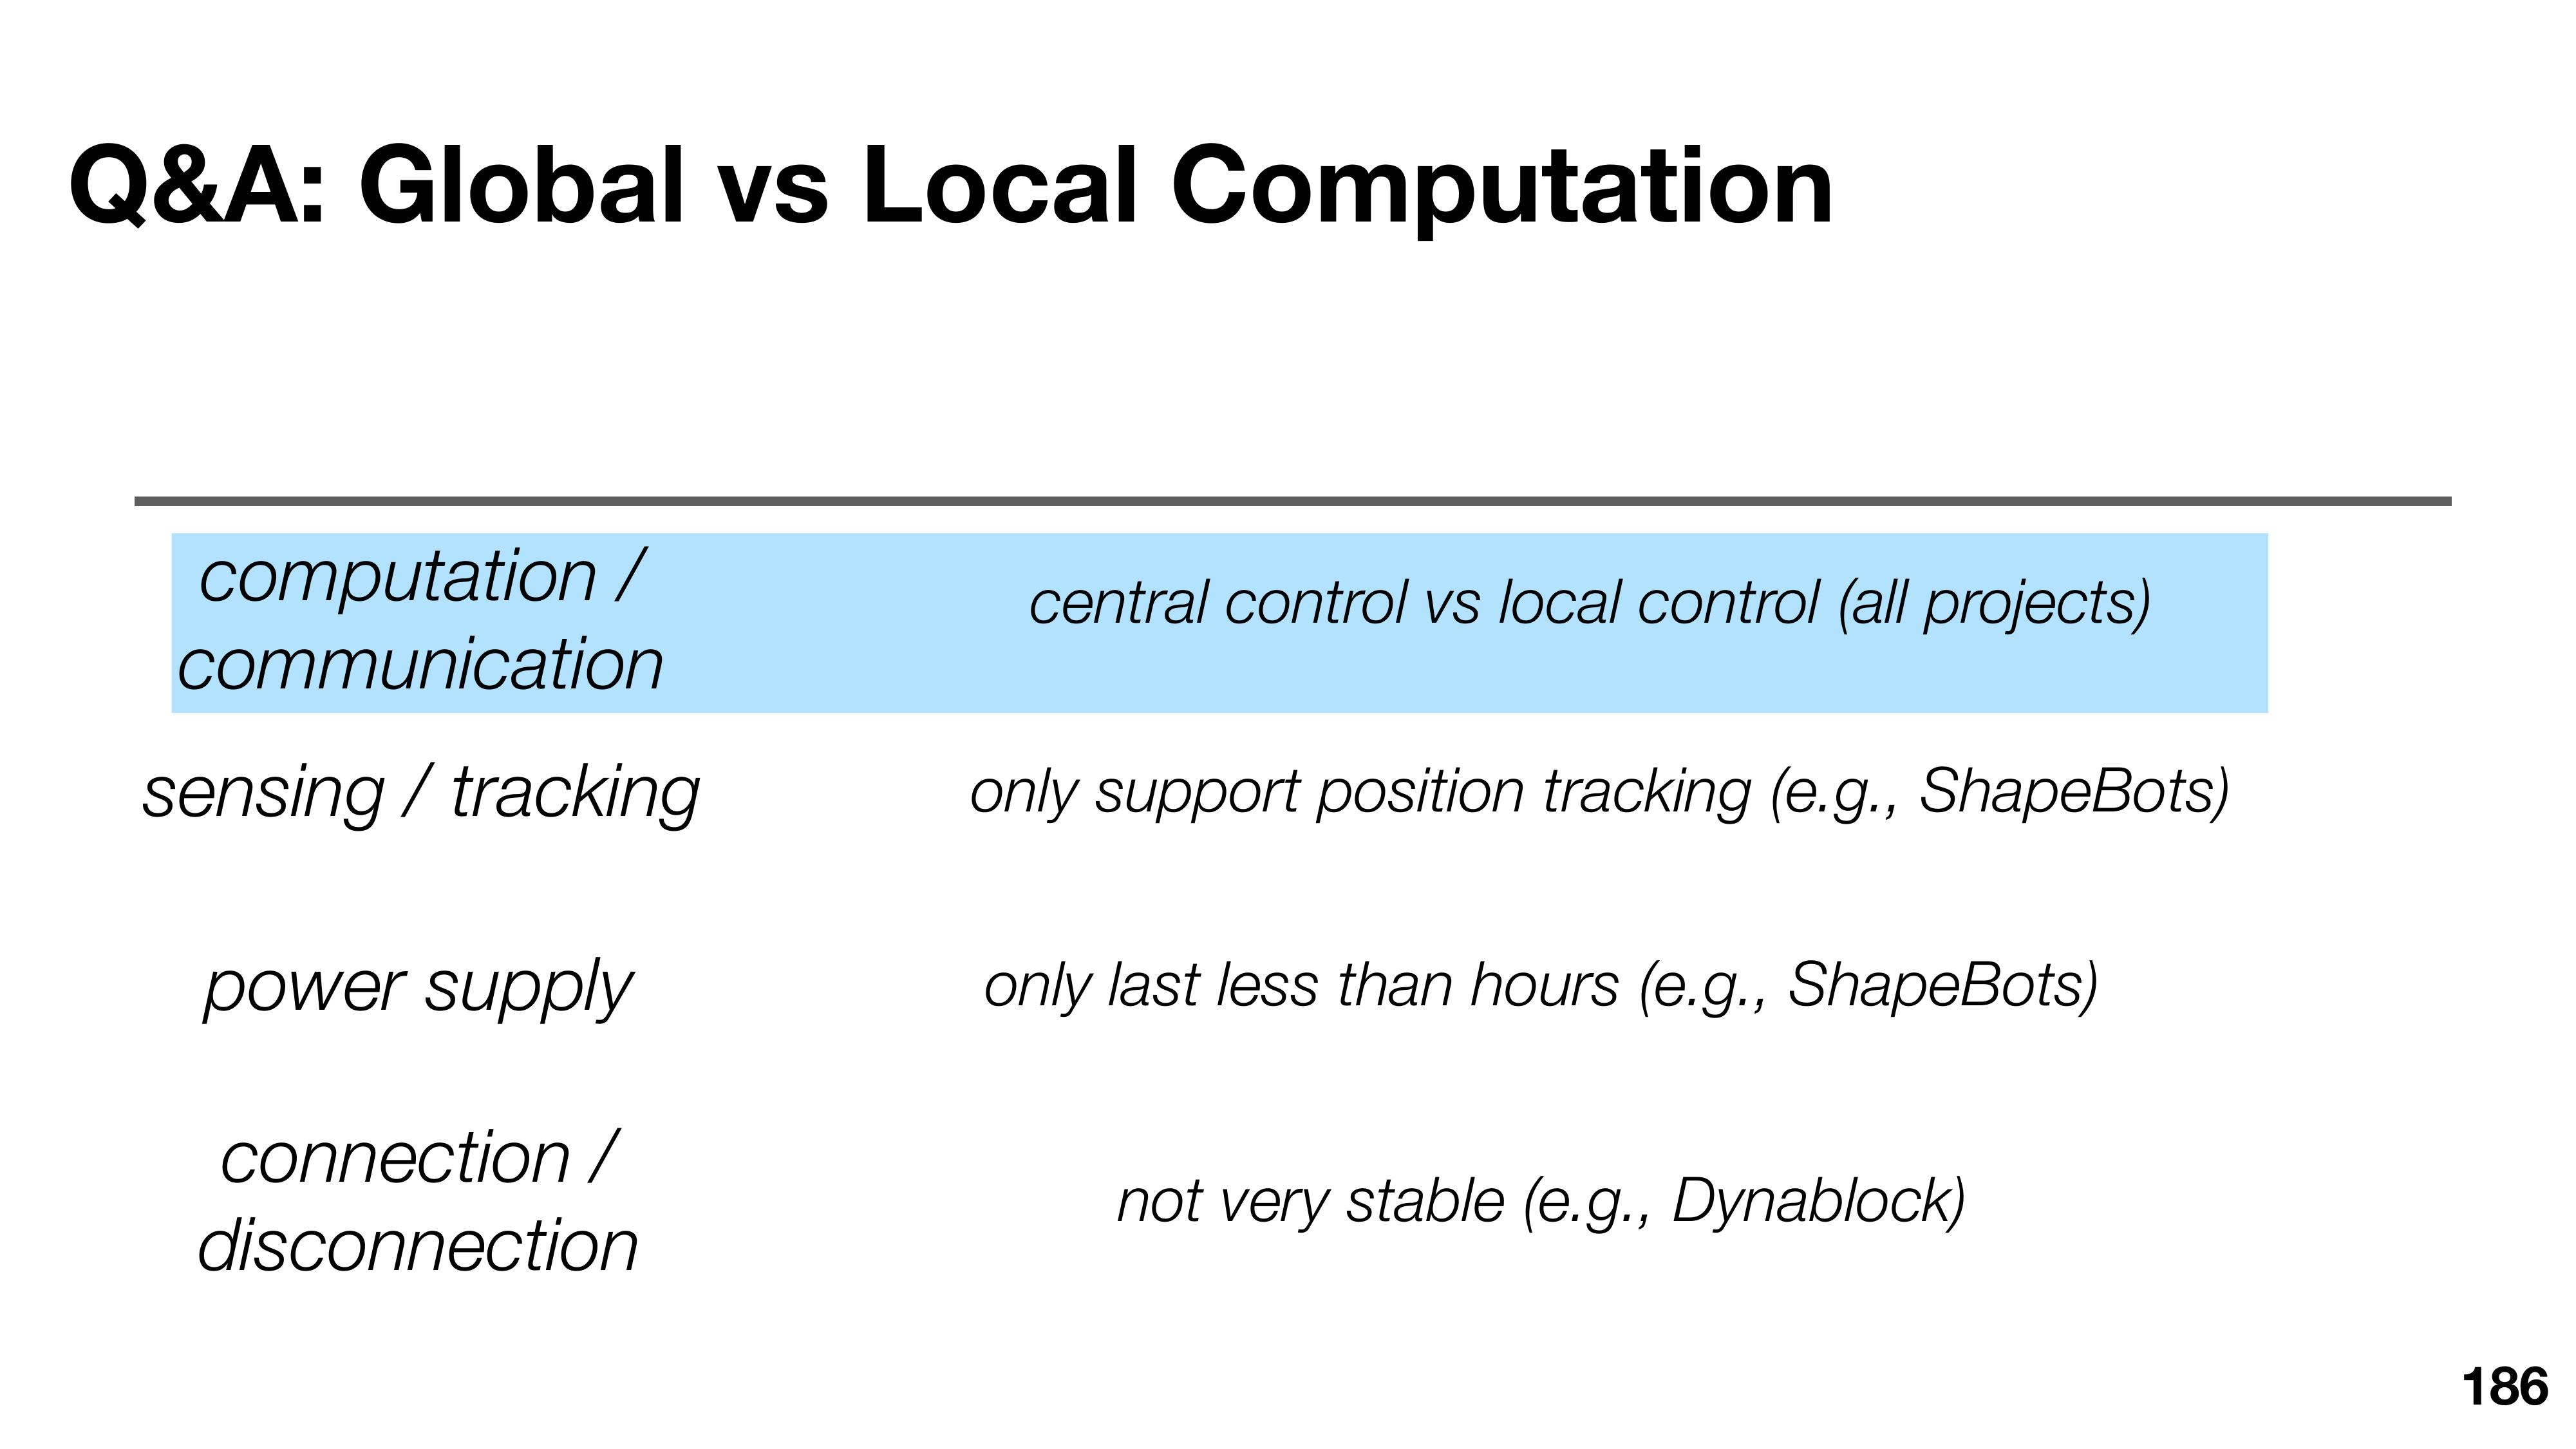 Q&A: Global vs Local Computation
computation /
communication
central control vs local control (all projects)
sensing / tracking
only support position tracking (e.g., ShapeBots)
power supply
only last less than hours (e.g., ShapeBots)
connection /
disconnection
not very stable (e.g., Dynablock)
186